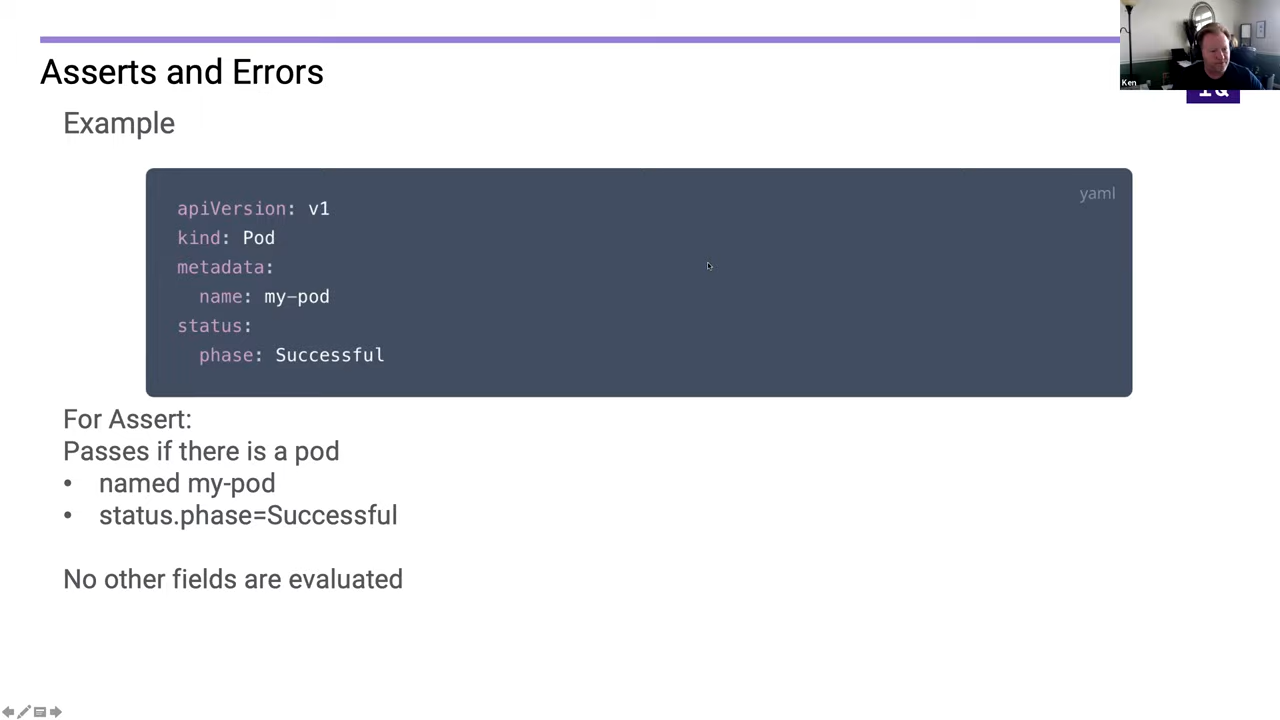 Asserts and Errors
Example
yaml
apiVersion: v1
kind: Pod
metadata:
  name: my-pod
status:
  phase: Successful
For Assert:
Passes if there is a pod
• named my-pod
• status.phase=Successful
No other fields are evaluated
Ken